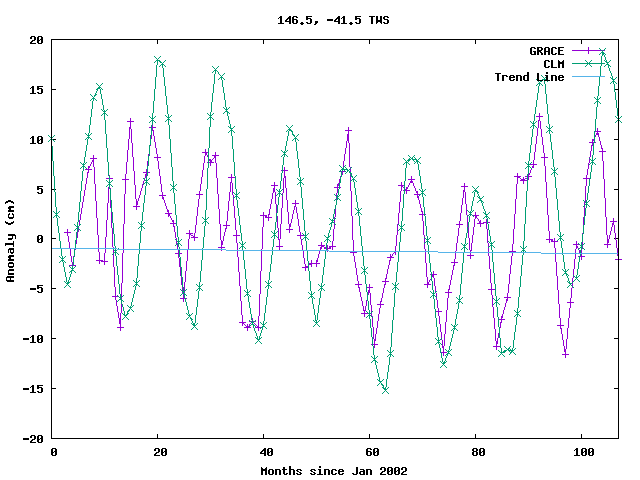 146.5, -41.5 TWS
GRACE
CLM
Trend Line
Anomaly (cm)
20
15
10
5
0
-5
-10
-15
-20
0 20 40 60 80 100
Months since Jan 2002